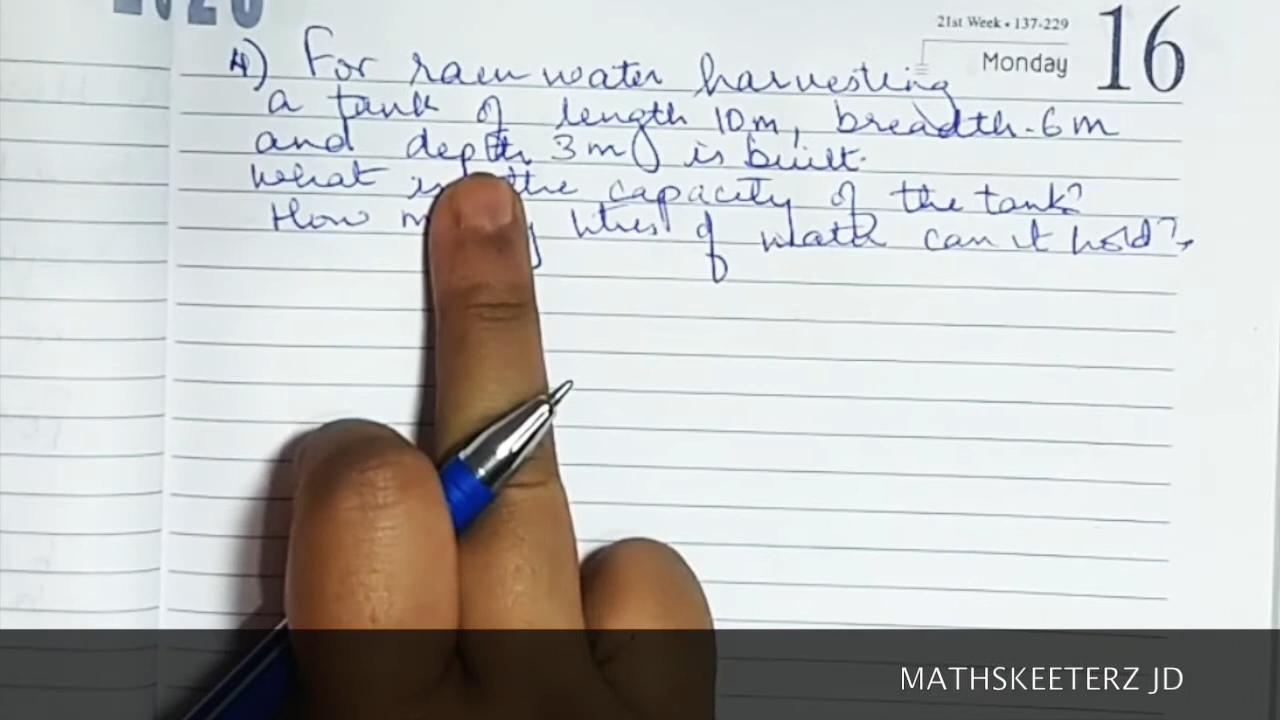 21st Week • 137-229
Monday
16
4) For rain water harvesting
a tank of length 10m, breadth-6m
and depth 3m is built.
What is the capacity of the tank?
How litres of water can it hold?
MATHSKEETERZ JD